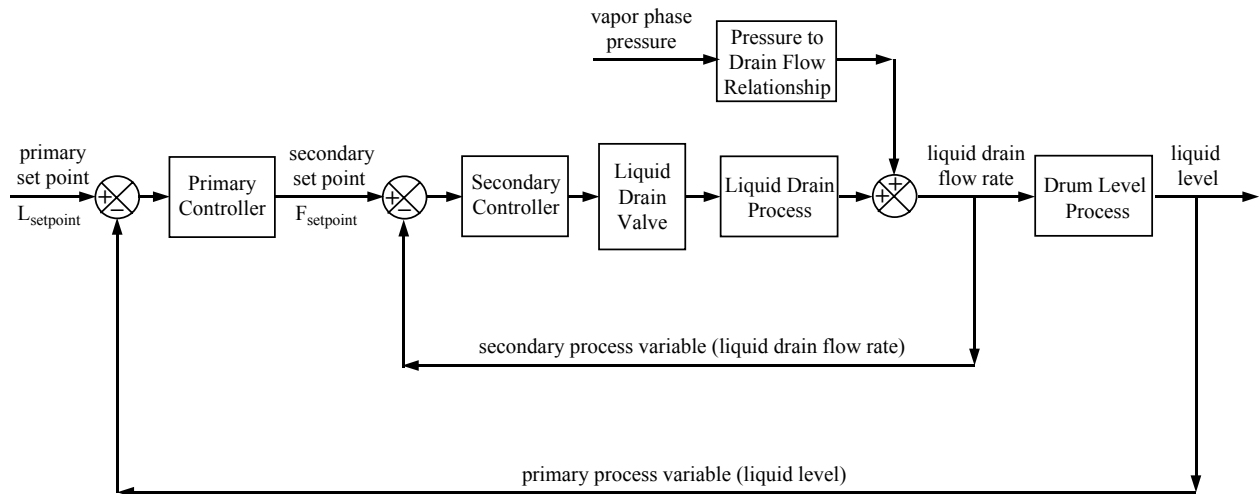 vapor phase
pressure
Pressure to
Drain Flow
Relationship
primary
set point
L_setpoint
+
−
Primary
Controller
secondary
set point
F_setpoint
+
−
Secondary
Controller
Liquid
Drain
Valve
Liquid Drain
Process
+
+
liquid drain
flow rate
Drum Level
Process
liquid
level
secondary process variable (liquid drain flow rate)
primary process variable (liquid level)